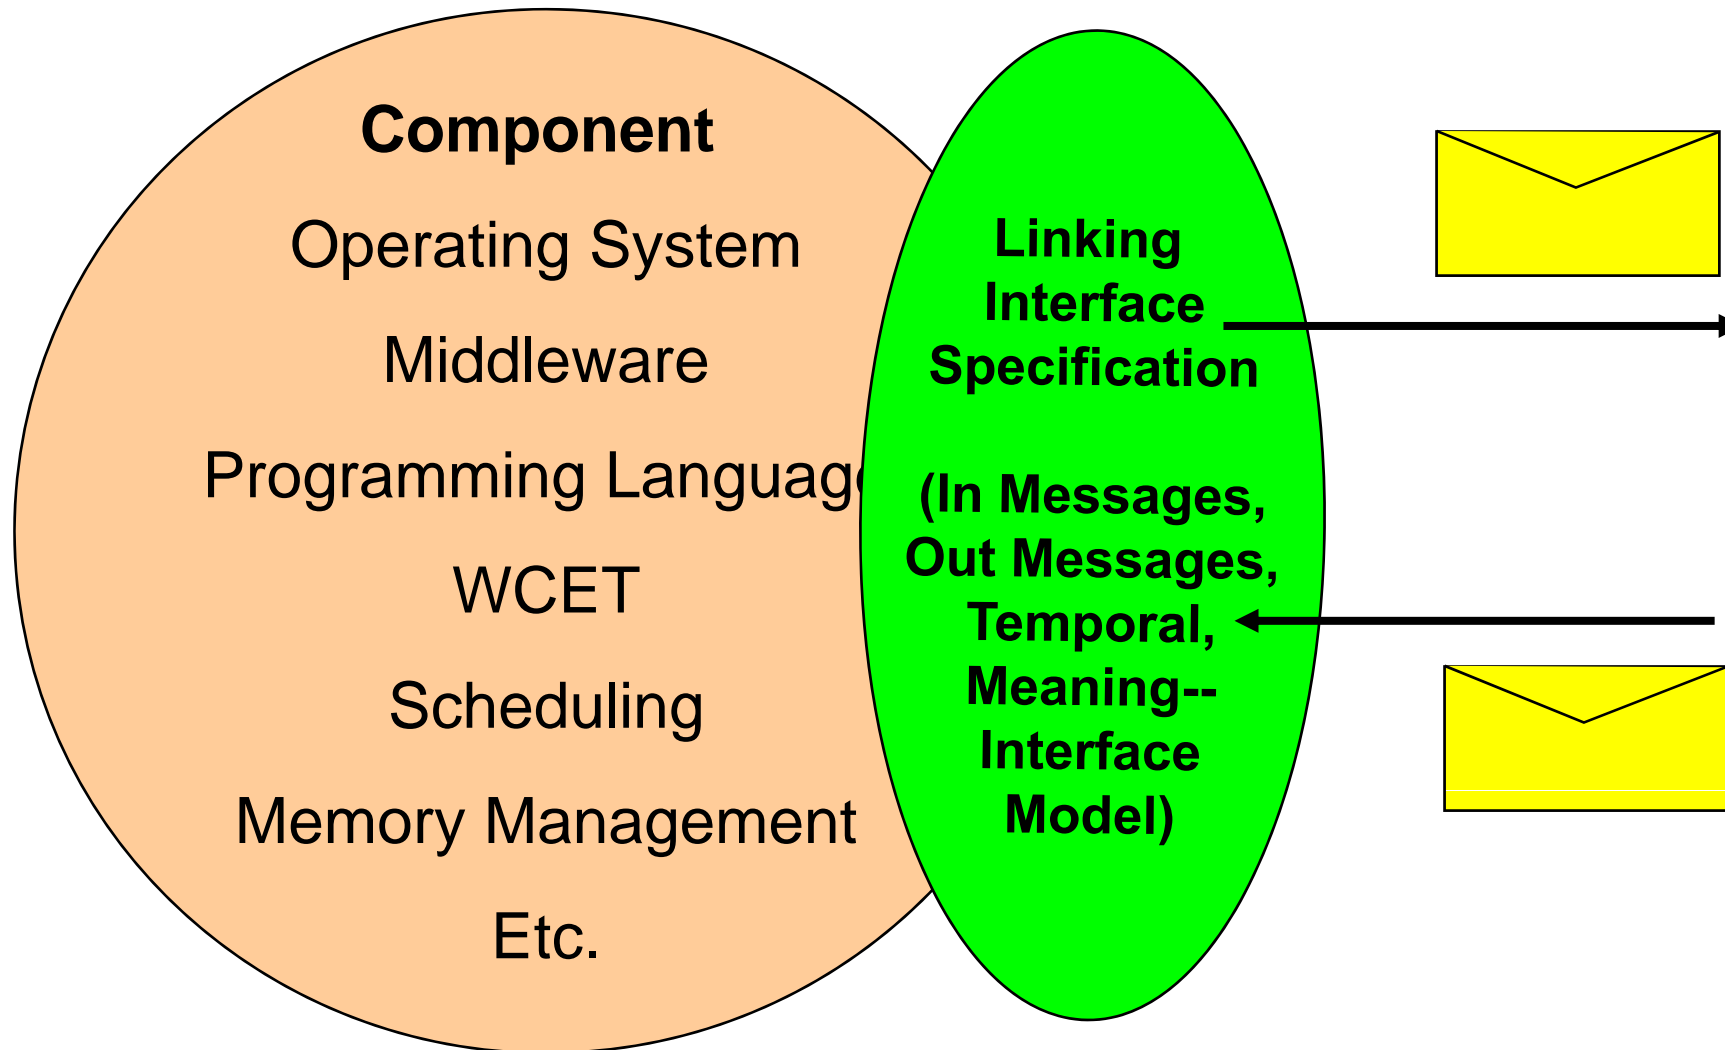 Component
Operating System
Middleware
Programming Language
WCET
Scheduling
Memory Management
Etc.
Linking
Interface
Specification
(In Messages,
Out Messages,
Temporal,
Meaning--
Interface
Model)